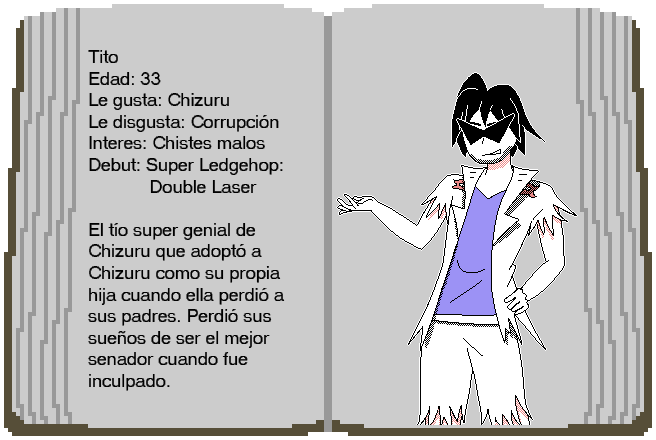 Tito
Edad: 33
Le gusta: Chizuru
Le disgusta: Corrupción
Interes: Chistes malos
Debut: Super Ledgehop:
Double Laser
El tío super genial de
Chizuru que adoptó a
Chizuru como su propia
hija cuando ella perdió a
sus padres. Perdió sus
sueños de ser el mejor
senador cuando fue
inculpado.